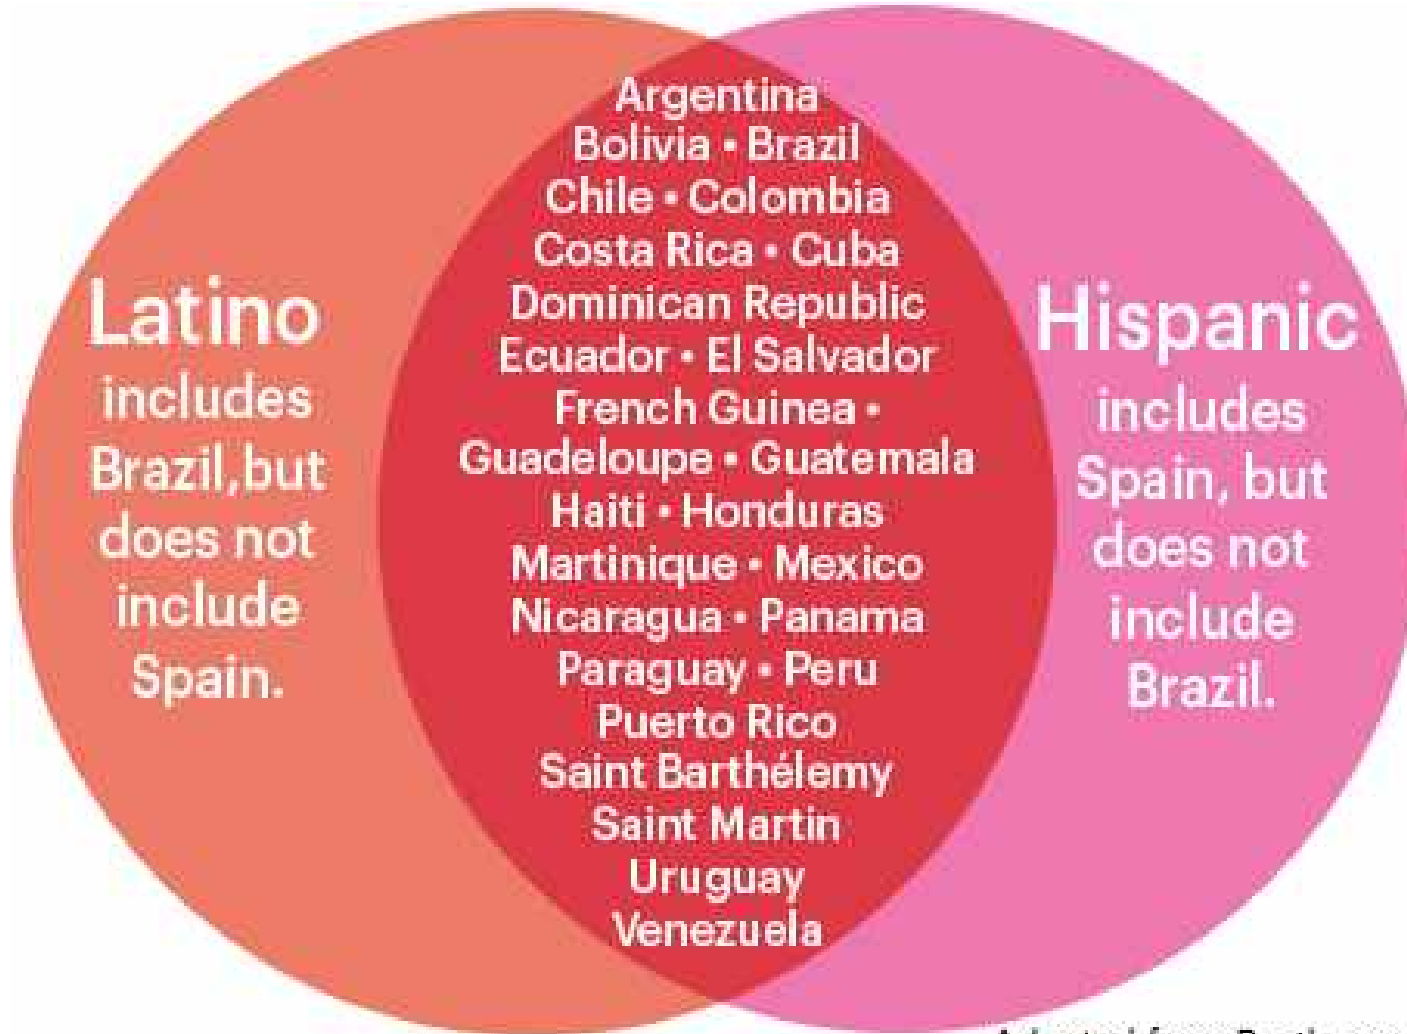 Argentina
Bolivia • Brazil
Chile • Colombia
Costa Rica • Cuba
Dominican Republic
Ecuador • El Salvador
French Guinea •
Guadeloupe • Guatemala
Haiti • Honduras
Martinique • Mexico
Nicaragua • Panama
Paraguay • Peru
Puerto Rico
Saint Barthélemy
Saint Martin
Uruguay
Venezuela
Latino
includes
Brazil,but
does not
include
Spain.
Hispanic
includes
Spain, but
does not
include
Brazil.